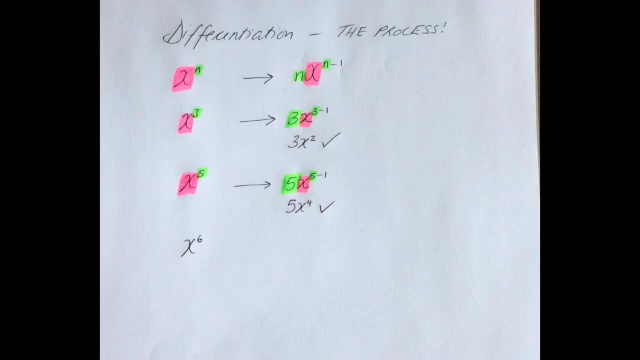 Differentiation — THE PROCESS!
xⁿ → nxⁿ⁻¹
x³ → 3x³⁻¹
3x² ✓
x⁵ → 5x⁵⁻¹
5x⁴ ✓
x⁶